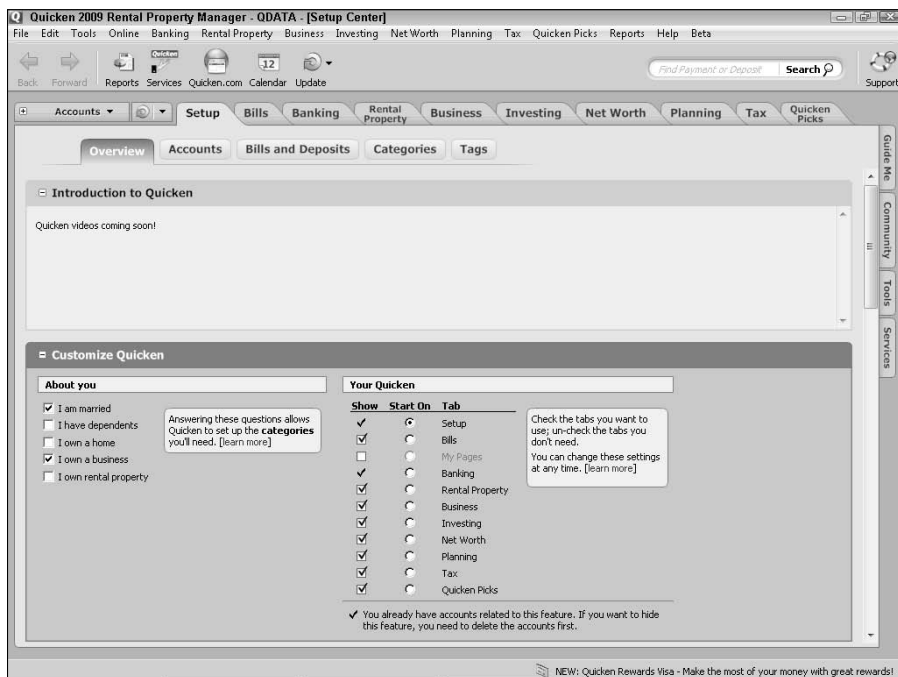 Quicken 2009 Rental Property Manager - QDATA - [Setup Center]
File Edit Tools Online Banking Rental Property Business Investing Net Worth Planning Tax Quicken Picks Reports Help Beta
Quicken
12
Back Forward Reports Services Quicken.com Calendar Update
Find Payment or Deposit Search Support
Accounts Setup Bills Banking Rental Property Business Investing Net Worth Planning Tax Quicken Picks
Overview Accounts Bills and Deposits Categories Tags
Guide Me
Community
Tools
Services
Introduction to Quicken
Quicken videos coming soon!
Customize Quicken
About you
I am married
I have dependents
I own a home
I own a business
I own rental property
Answering these questions allows
Quicken to set up the categories
you'll need. [learn more]
Your Quicken
Show Start On Tab
Setup
Bills
My Pages
Banking
Rental Property
Business
Investing
Net Worth
Planning
Tax
Quicken Picks
Check the tabs you want to
use; un-check the tabs you
don't need.
You can change these settings
at any time. [learn more]
You already have accounts related to this feature. If you want to hide
this feature, you need to delete the accounts first.
NEW: Quicken Rewards Visa - Make the most of your money with great rewards!